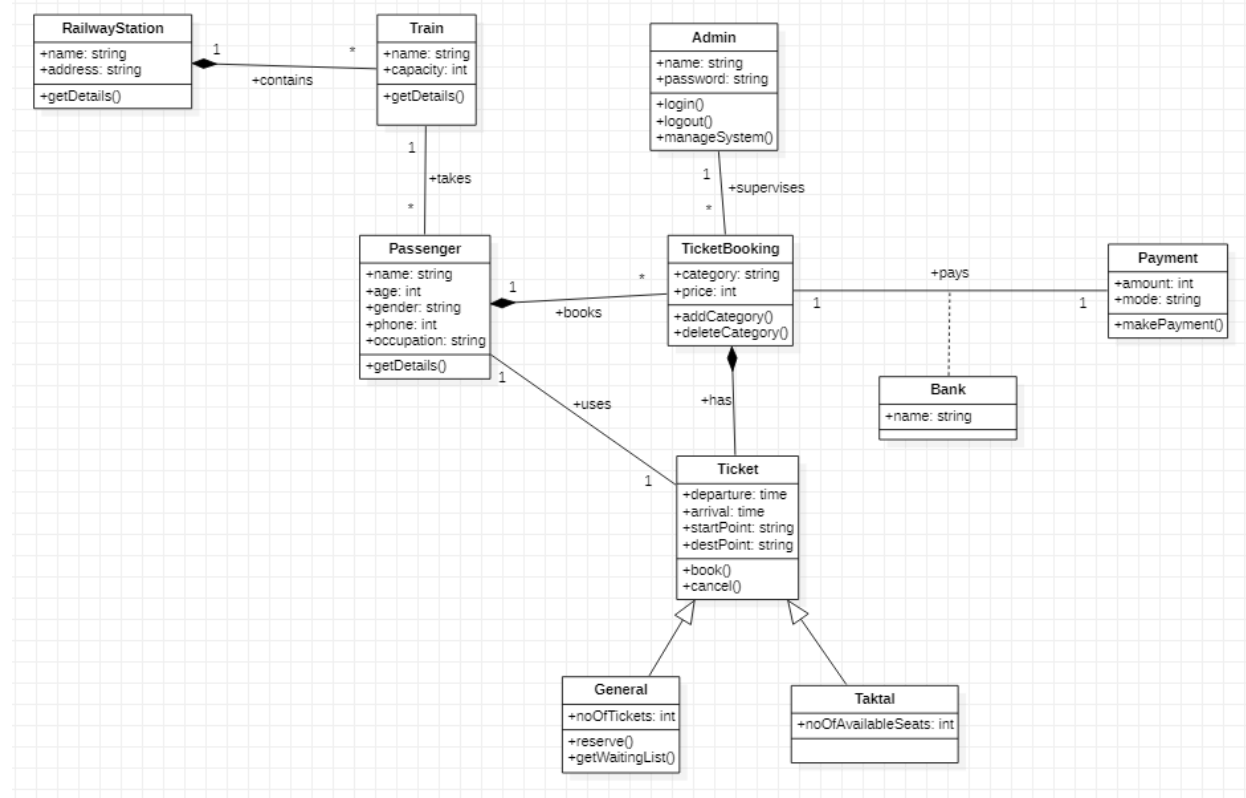 RailwayStation
+name: string
+address: string
+getDetails()
1
*
+contains
Train
+name: string
+capacity: int
+getDetails()
Admin
+name: string
+password: string
+login()
+logout()
+manageSystem()
1
+takes
*
1
+supervises
*
Passenger
+name: string
+age: int
+gender: string
+phone: int
+occupation: string
+getDetails()
1
*
+books
TicketBooking
+category: string
+price: int
+addCategory()
+deleteCategory()
+pays
1
1
Payment
+amount: int
+mode: string
+makePayment()
Bank
+name: string
1
+uses
1
+has
Ticket
+departure: time
+arrival: time
+startPoint: string
+destPoint: string
+book()
+cancel()
General
+noOfTickets: int
+reserve()
+getWaitingList()
Taktal
+noOfAvailableSeats: int